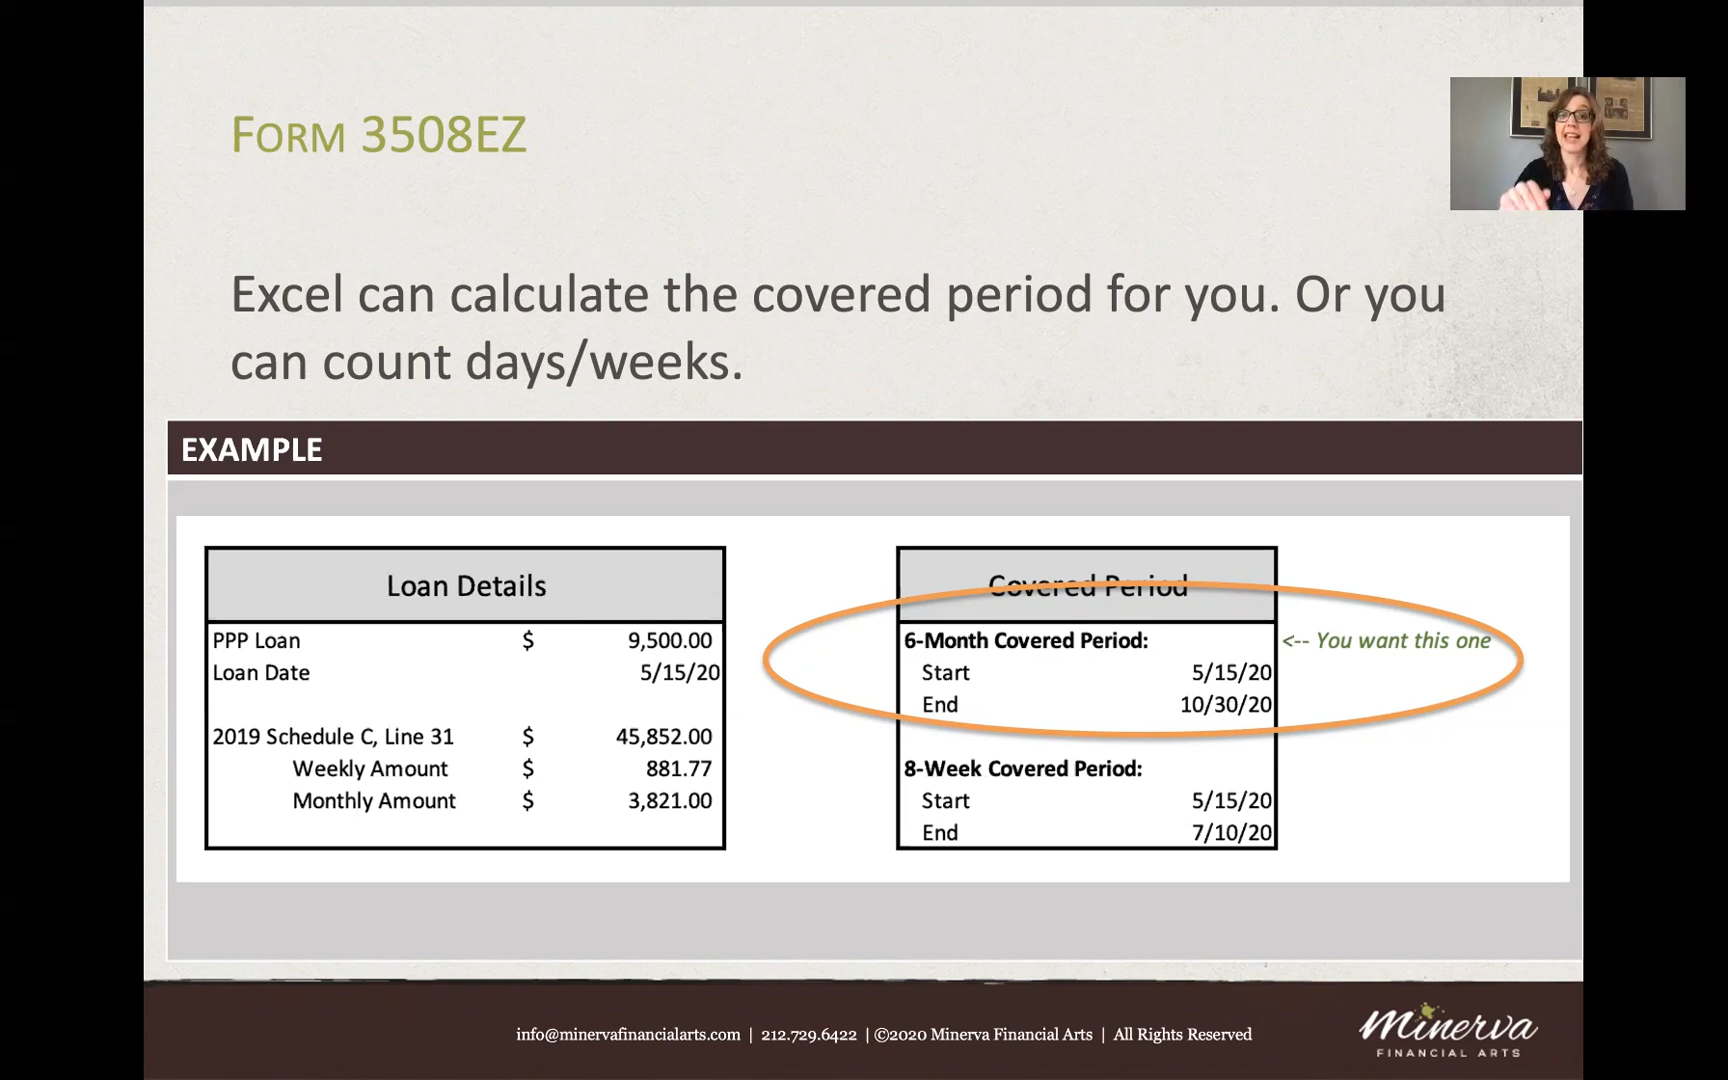 FORM 3508EZ
Excel can calculate the covered period for you. Or you
can count days/weeks.
EXAMPLE
Loan Details
PPP Loan $ 9,500.00
Loan Date 5/15/20
2019 Schedule C, Line 31 $ 45,852.00
Weekly Amount $ 881.77
Monthly Amount $ 3,821.00
Covered Period
6-Month Covered Period: <-- You want this one
Start 5/15/20
End 10/30/20
8-Week Covered Period:
Start 5/15/20
End 7/10/20
info@minervafinancialarts.com | 212.729.6422 | ©2020 Minerva Financial Arts | All Rights Reserved
Minerva
FINANCIAL ARTS